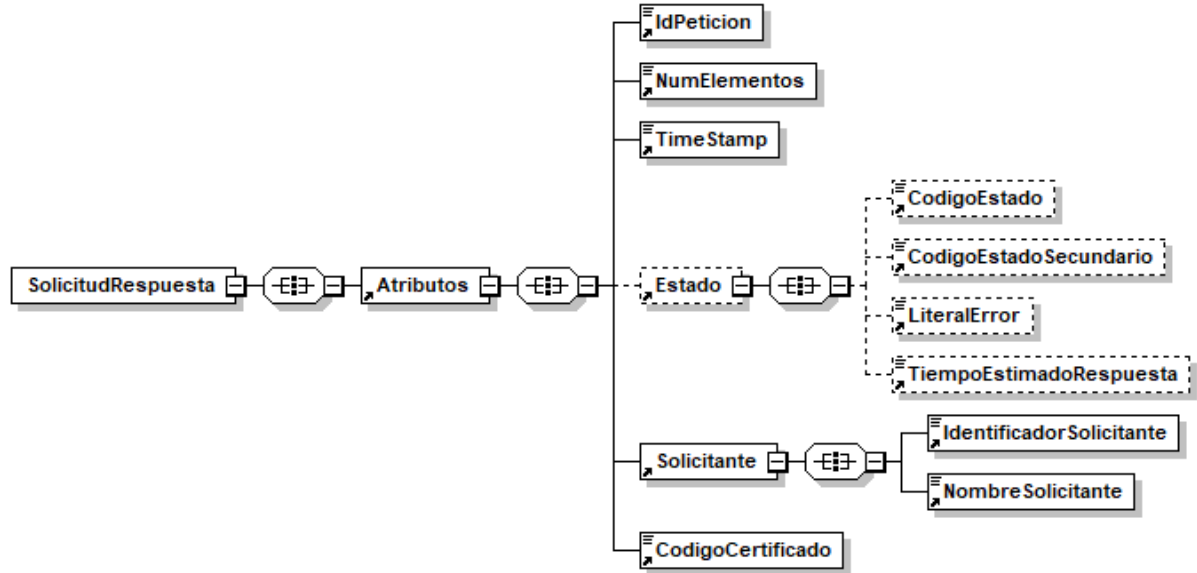 IdPeticion
NumElementos
TimeStamp
CodigoEstado
CodigoEstadoSecundario
SolicitudRespuesta
Atributos
Estado
LiteralError
TiempoEstimadoRespuesta
IdentificadorSolicitante
Solicitante
NombreSolicitante
CodigoCertificado